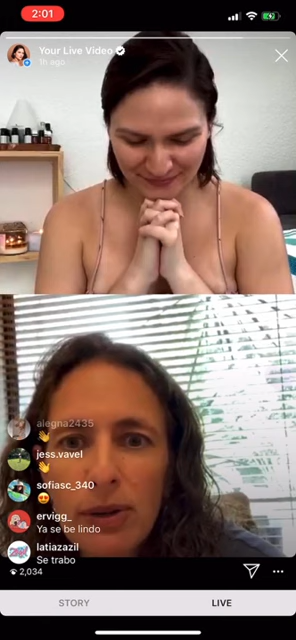 2:01
Your Live Video
1h ago
alegna2435
jess.vavel
sofiasc_340
ervigg_
Ya se be lindo
latiazazil
Se trabo
2,034
STORY
LIVE